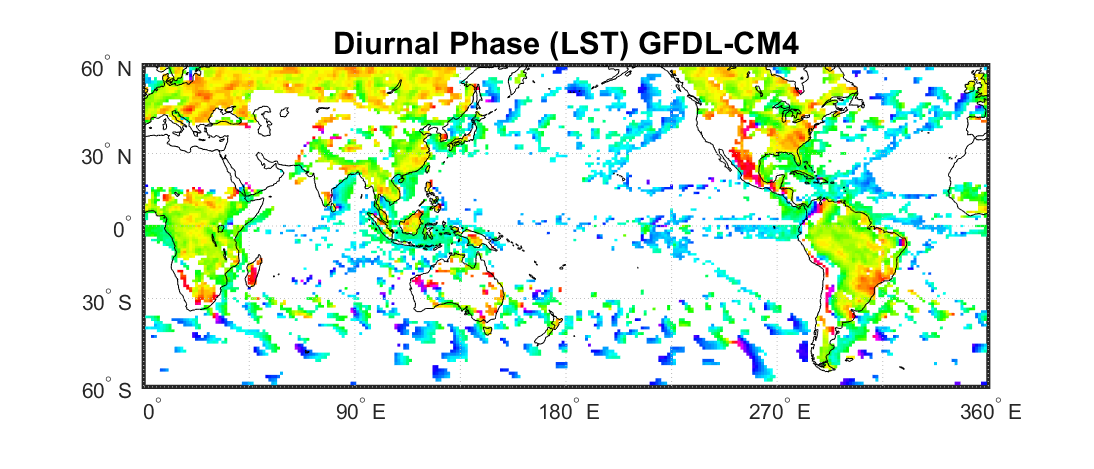 Diurnal Phase (LST) GFDL-CM4
60° N
30° N
0°
30° S
60° S
0°
90° E
180° E
270° E
360° E